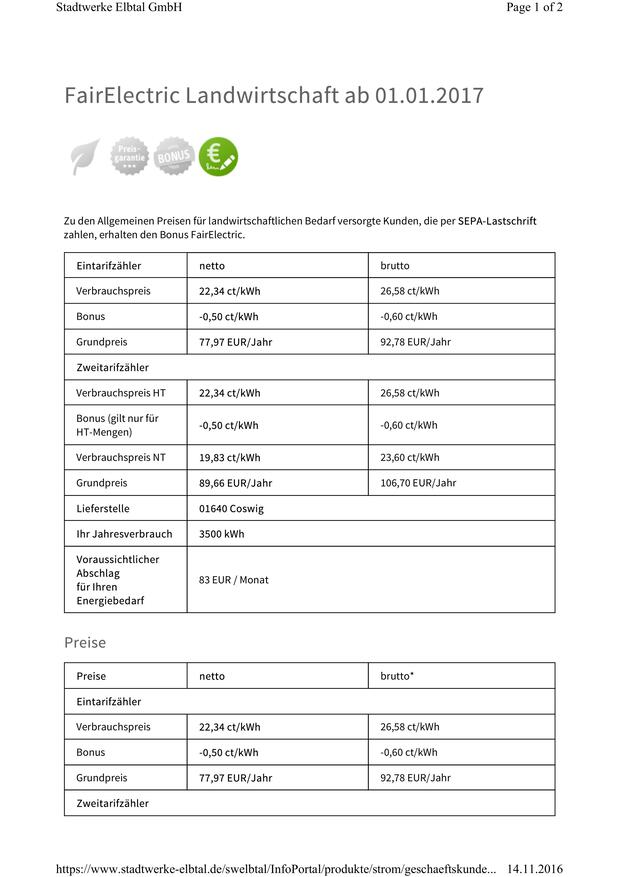 Stadtwerke Elbtal GmbH Page 1 of 2
FairElectric Landwirtschaft ab 01.01.2017
Preis-
garantie
BONUS
€
Zu den Allgemeinen Preisen für landwirtschaftlichen Bedarf versorgte Kunden, die per SEPA-Lastschrift
zahlen, erhalten den Bonus FairElectric.
Eintarifzähler netto brutto
Verbrauchspreis 22,34 ct/kWh 26,58 ct/kWh
Bonus -0,50 ct/kWh -0,60 ct/kWh
Grundpreis 77,97 EUR/Jahr 92,78 EUR/Jahr
Zweitarifzähler
Verbrauchspreis HT 22,34 ct/kWh 26,58 ct/kWh
Bonus (gilt nur für
HT-Mengen) -0,50 ct/kWh -0,60 ct/kWh
Verbrauchspreis NT 19,83 ct/kWh 23,60 ct/kWh
Grundpreis 89,66 EUR/Jahr 106,70 EUR/Jahr
Lieferstelle 01640 Coswig
Ihr Jahresverbrauch 3500 kWh
Voraussichtlicher
Abschlag
für Ihren
Energiebedarf
83 EUR / Monat
Preise
Preise netto brutto*
Eintarifzähler
Verbrauchspreis 22,34 ct/kWh 26,58 ct/kWh
Bonus -0,50 ct/kWh -0,60 ct/kWh
Grundpreis 77,97 EUR/Jahr 92,78 EUR/Jahr
Zweitarifzähler
https://www.stadtwerke-elbtal.de/swelbtal/InfoPortal/produkte/strom/geschaeftskunde... 14.11.2016